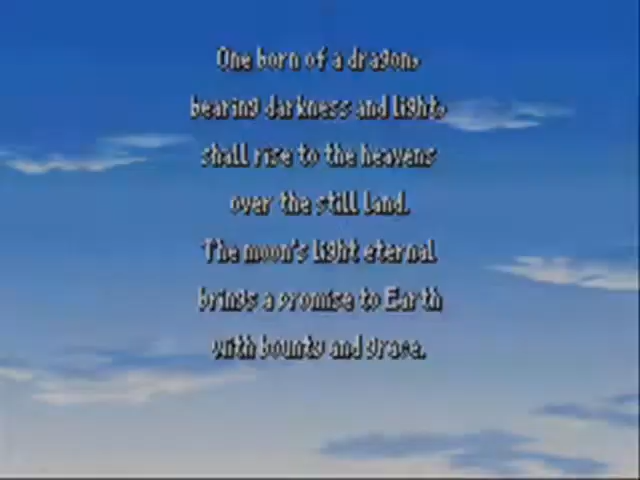 One born of a dragon,
bearing darkness and light,
shall rise to the heavens
over the still land.
The moon's light eternal
brings a promise to Earth
with bounty and grace.